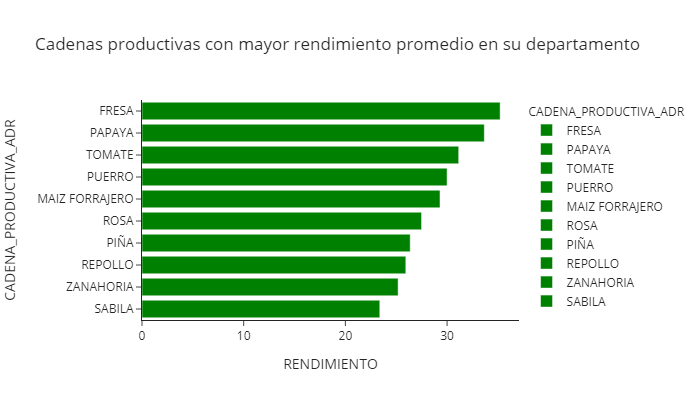 Cadenas productivas con mayor rendimiento promedio en su departamento
CADENA_PRODUCTIVA_ADR
FRESA
PAPAYA
TOMATE
PUERRO
MAIZ FORRAJERO
ROSA
PIÑA
REPOLLO
ZANAHORIA
SABILA
0 10 20 30
RENDIMIENTO
CADENA_PRODUCTIVA_ADR
FRESA
PAPAYA
TOMATE
PUERRO
MAIZ FORRAJERO
ROSA
PIÑA
REPOLLO
ZANAHORIA
SABILA